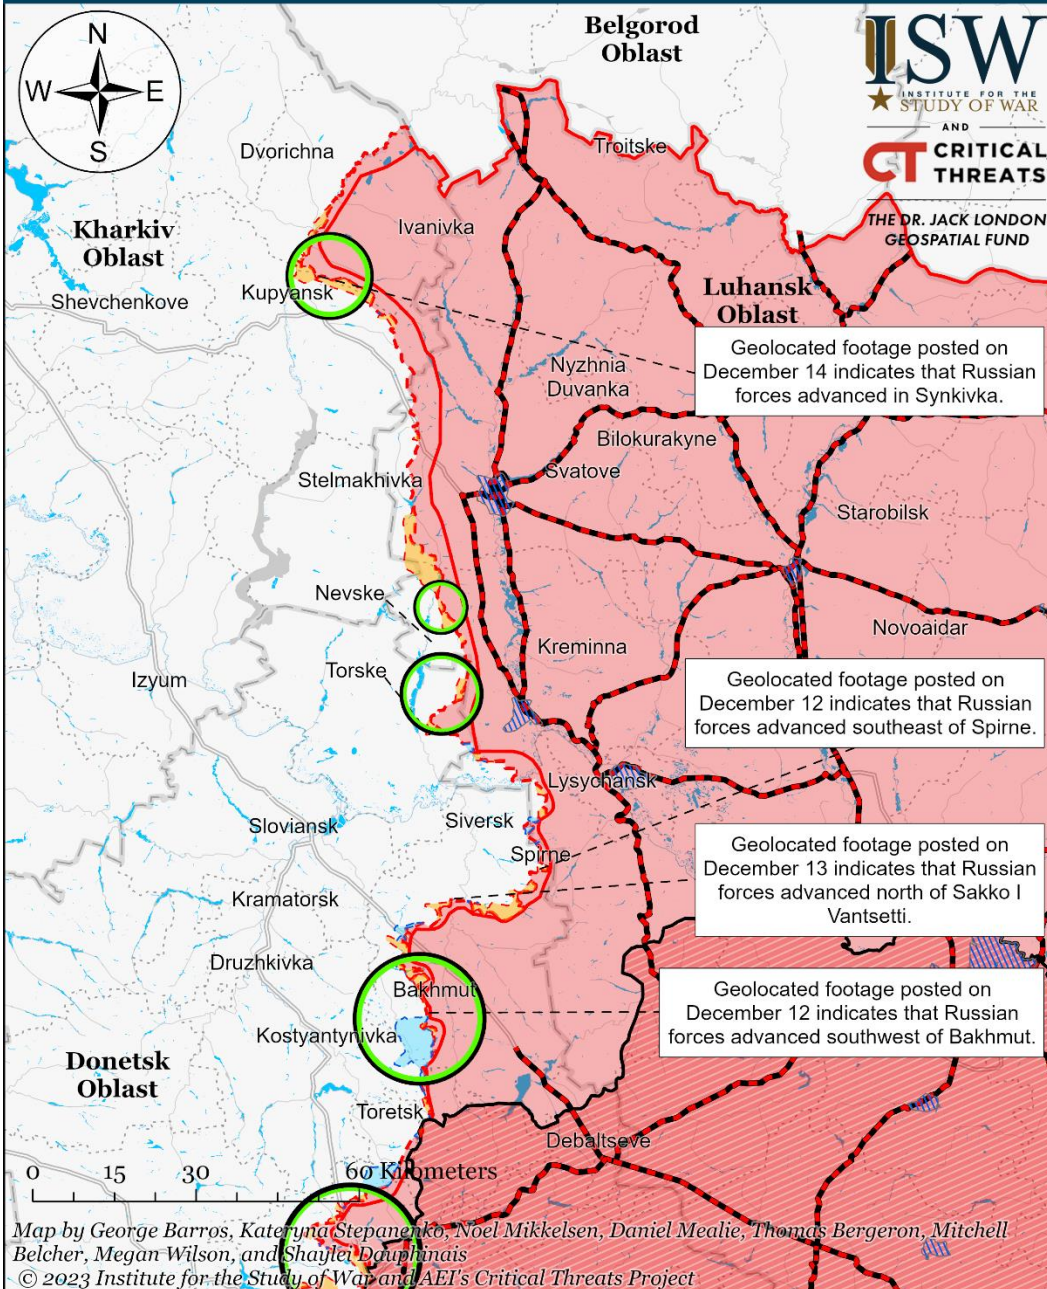 N
W
E
S
Belgorod
Oblast
ISW
INSTITUTE FOR THE
STUDY OF WAR
AND
CT CRITICAL
THREATS
THE DR. JACK LONDON
GEOSPATIAL FUND
Dvorichna
Troitske
Kharkiv
Oblast
Ivanivka
Shevchenkove
Kupyansk
Luhansk
Oblast
Geolocated footage posted on
December 14 indicates that Russian
forces advanced in Synkivka.
Nyzhnia
Duvanka
Bilokurakyne
Stelmakhivka
Svatove
Starobilsk
Nevske
Novoaidar
Kreminna
Torske
Izyum
Geolocated footage posted on
December 12 indicates that Russian
forces advanced southeast of Spirne.
Lysychansk
Sloviansk
Siversk
Spirne
Geolocated footage posted on
December 13 indicates that Russian
forces advanced north of Sakko I
Vantsetti.
Kramatorsk
Druzhkivka
Bakhmut
Geolocated footage posted on
December 12 indicates that Russian
forces advanced southwest of Bakhmut.
Kostyantynivka
Donetsk
Oblast
Toretsk
Debaltseve
0 15 30 60 Kilometers
Map by George Barros, Kateryna Stepanenko, Noel Mikkelsen, Daniel Mealie, Thomas Bergeron, Mitchell
Belcher, Megan Wilson, and Shaylei Dauphinais
© 2023 Institute for the Study of War and AEI's Critical Threats Project